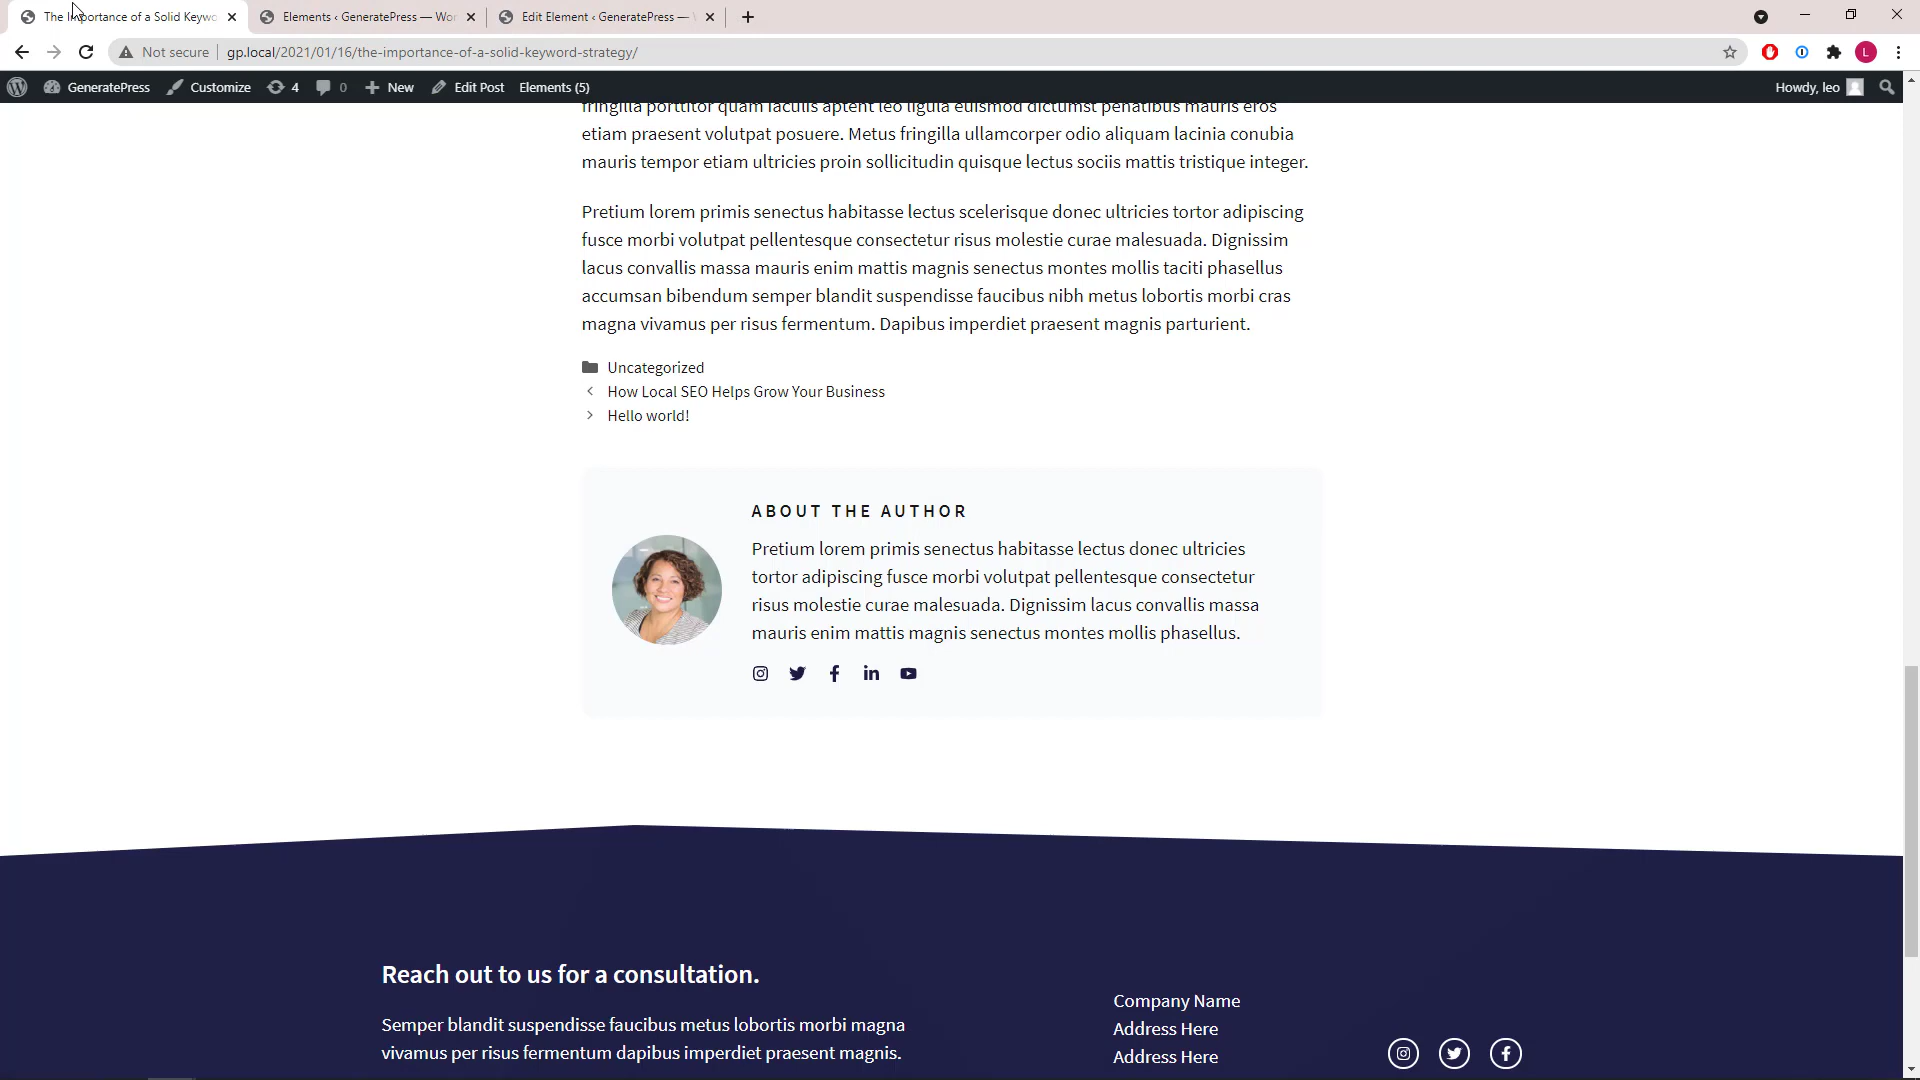 The Importance of a Solid Keywo
Elements ‹ GeneratePress — Wor
Edit Element ‹ GeneratePress —
Not secure
gp.local/2021/01/16/the-importance-of-a-solid-keyword-strategy/
L
GeneratePress
Customize
4
0
New
Edit Post
Elements (5)
Howdy, leo
fringilla porttitor quam iaculis aptent leo ligula euismod dictumst penatibus mauris eros
etiam praesent volutpat posuere. Metus fringilla ullamcorper odio aliquam lacinia conubia
mauris tempor etiam ultricies proin sollicitudin quisque lectus sociis mattis tristique integer.
Pretium lorem primis senectus habitasse lectus scelerisque donec ultricies tortor adipiscing
fusce morbi volutpat pellentesque consectetur risus molestie curae malesuada. Dignissim
lacus convallis massa mauris enim mattis magnis senectus montes mollis taciti phasellus
accumsan bibendum semper blandit suspendisse faucibus nibh metus lobortis morbi cras
magna vivamus per risus fermentum. Dapibus imperdiet praesent magnis parturient.
Uncategorized
How Local SEO Helps Grow Your Business
Hello world!
ABOUT THE AUTHOR
Pretium lorem primis senectus habitasse lectus donec ultricies
tortor adipiscing fusce morbi volutpat pellentesque consectetur
risus molestie curae malesuada. Dignissim lacus convallis massa
mauris enim mattis magnis senectus montes mollis phasellus.
Reach out to us for a consultation.
Semper blandit suspendisse faucibus metus lobortis morbi magna
vivamus per risus fermentum dapibus imperdiet praesent magnis.
Company Name
Address Here
Address Here